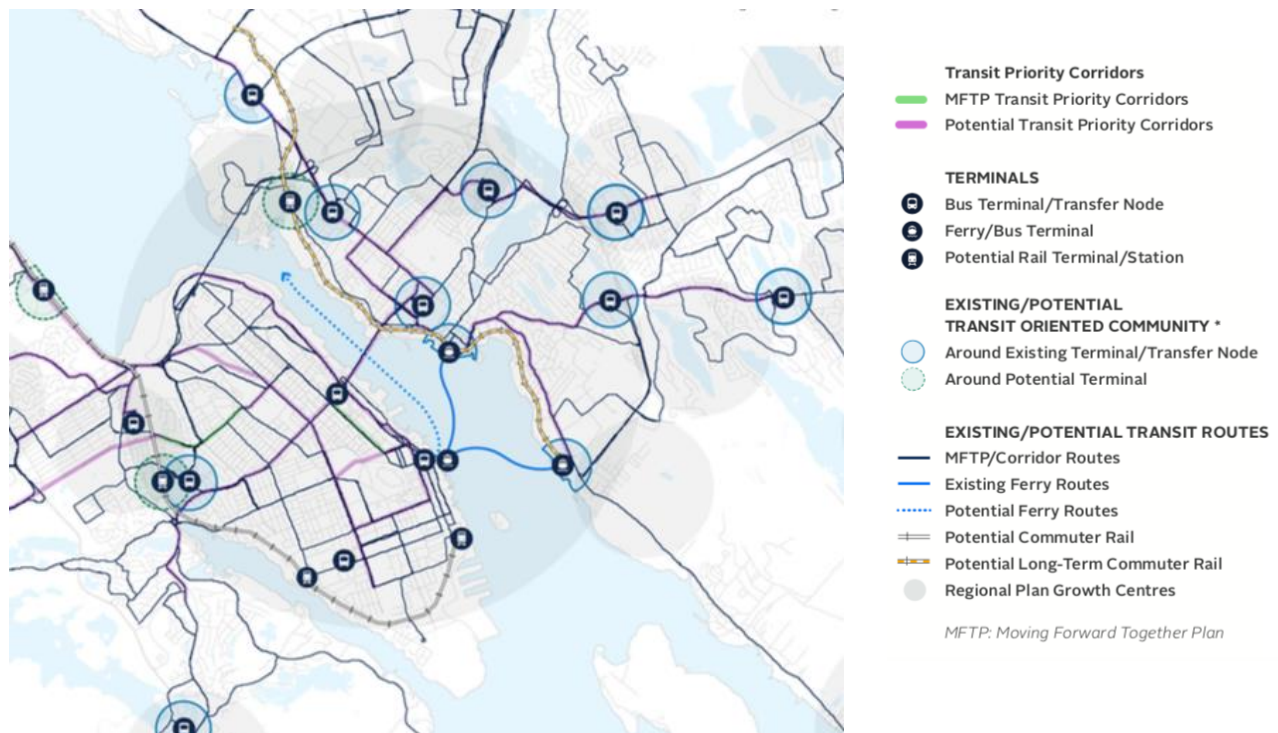 Transit Priority Corridors
MFTP Transit Priority Corridors
Potential Transit Priority Corridors
TERMINALS
Bus Terminal/Transfer Node
Ferry/Bus Terminal
Potential Rail Terminal/Station
EXISTING/POTENTIAL
TRANSIT ORIENTED COMMUNITY *
Around Existing Terminal/Transfer Node
Around Potential Terminal
EXISTING/POTENTIAL TRANSIT ROUTES
MFTP/Corridor Routes
Existing Ferry Routes
Potential Ferry Routes
Potential Commuter Rail
Potential Long-Term Commuter Rail
Regional Plan Growth Centres
MFTP: Moving Forward Together Plan